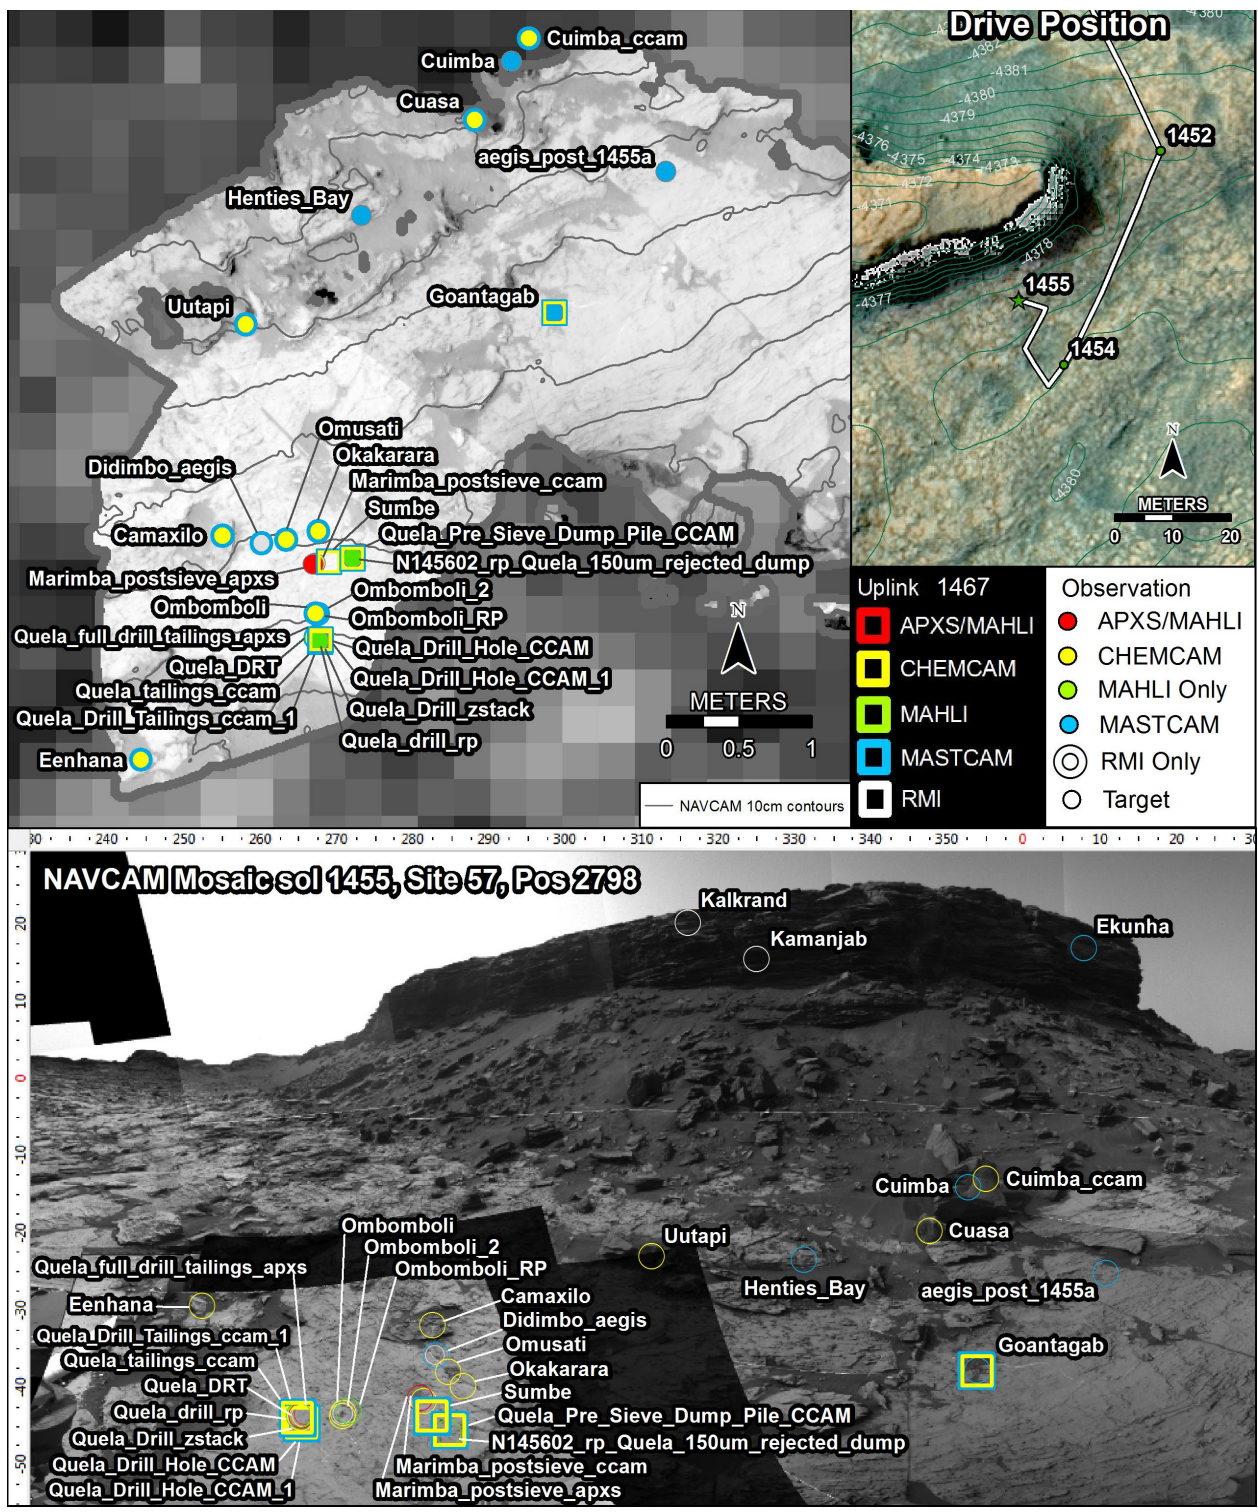 Cuimba_ccam
Cuimba
Cuasa
aegis_post_1455a
Henties_Bay
Goantagab
Uutapi
Omusati
Okakarara
Didimbo_aegis
Marimba_postsieve_ccam
Sumbe
Camaxilo
Quela_Pre_Sieve_Dump_Pile_CCAM
N145602_rp_Quela_150um_rejected_dump
Marimba_postsieve_apxs
Ombomboli_2
Ombomboli
Ombomboli_RP
Quela_full_drill_tailings_apxs
Quela_Drill_Hole_CCAM
Quela_DRT
Quela_Drill_Hole_CCAM_1
Quela_tailings_ccam
Quela_Drill_zstack
Quela_Drill_Tailings_ccam_1
Quela_drill_rp
Eenhana
N
METERS
0 0.5 1
NAVCAM 10cm contours
Drive Position
-4380
-4382
-4381
-4380
-4379
-4376
-4375
-4374
-4373
-4372
-4371
-4378
-4377
-4380
1452
1455
1454
N
METERS
0 10 20
Uplink 1467
APXS/MAHLI
CHEMCAM
MAHLI
MASTCAM
RMI
Observation
APXS/MAHLI
CHEMCAM
MAHLI Only
MASTCAM
RMI Only
Target
240 250 260 270 280 290 300 310 320 330 340 350 0 10 20
20
10
0
-10
-20
-30
-40
-50
NAVCAM Mosaic sol 1455, Site 57, Pos 2798
Kalkrand
Kamanjab
Ekunha
Cuimba
Cuimba_ccam
Cuasa
Uutapi
Henties_Bay
aegis_post_1455a
Goantagab
Ombomboli
Ombomboli_2
Ombomboli_RP
Quela_full_drill_tailings_apxs
Eenhana
Camaxilo
Didimbo_aegis
Quela_Drill_Tailings_ccam_1
Omusati
Quela_tailings_ccam
Okakarara
Quela_DRT
Sumbe
Quela_drill_rp
Quela_Pre_Sieve_Dump_Pile_CCAM
Quela_Drill_zstack
N145602_rp_Quela_150um_rejected_dump
Quela_Drill_Hole_CCAM
Marimba_postsieve_ccam
Quela_Drill_Hole_CCAM_1
Marimba_postsieve_apxs